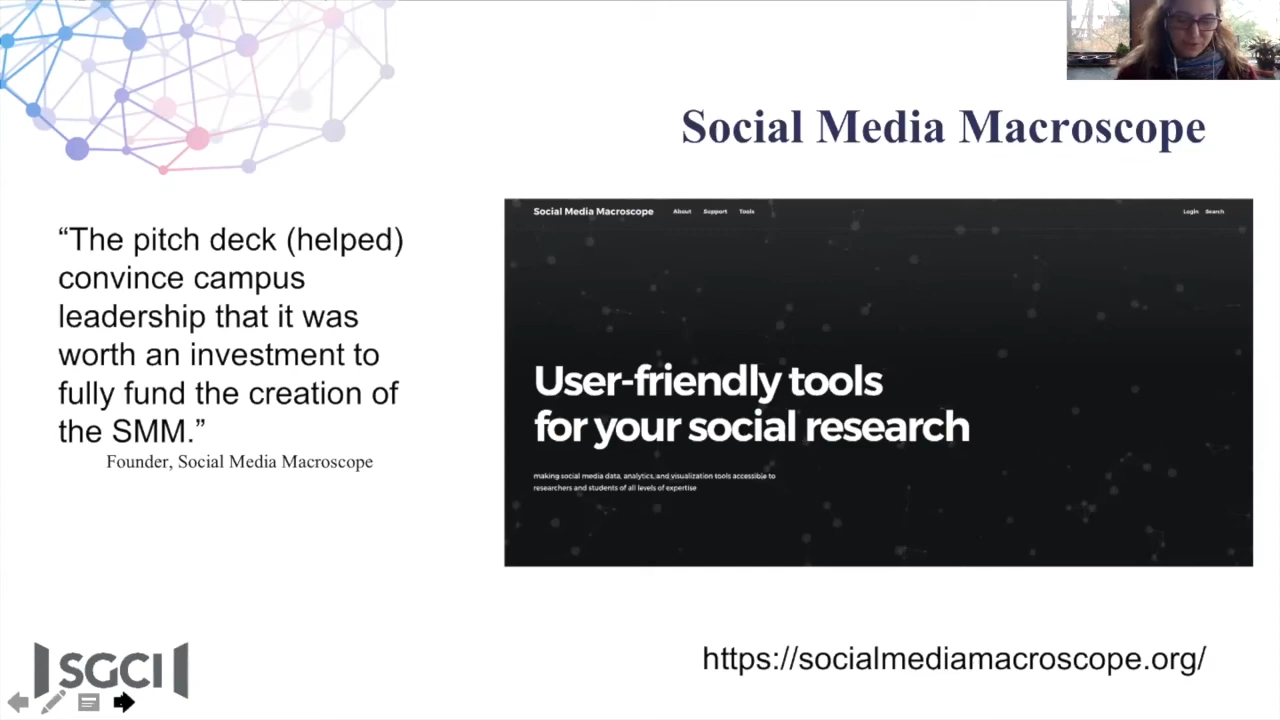 Social Media Macroscope
“The pitch deck (helped)
convince campus
leadership that it was
worth an investment to
fully fund the creation of
the SMM.”
Founder, Social Media Macroscope
Social Media Macroscope About Support Tools Login Search
User-friendly tools
for your social research
making social media data, analytics, and visualization tools accessible to
researchers and students of all levels of expertise
SGCI
https://socialmediamacroscope.org/